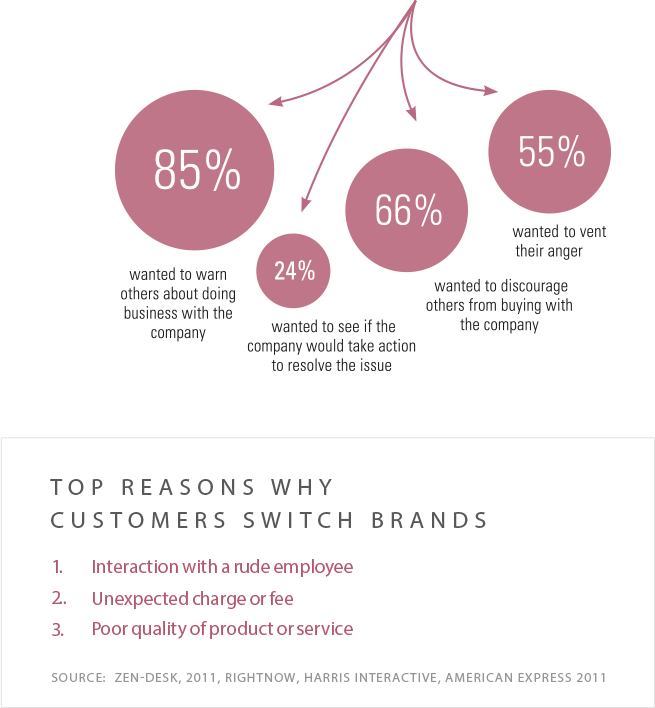 85%
wanted to warn
others about doing
business with the
company
24%
wanted to see if the
company would take action
to resolve the issue
66%
wanted to discourage
others from buying with
the company
55%
wanted to vent
their anger
TOP REASONS WHY
CUSTOMERS SWITCH BRANDS
1. Interaction with a rude employee
2.. Unexpected charge or fee
3. Poor quality of product or service
SOURCE: ZEN-DESK, 2011, RIGHTNOW, HARRIS INTERACTIVE, AMERICAN EXPRESS 2011